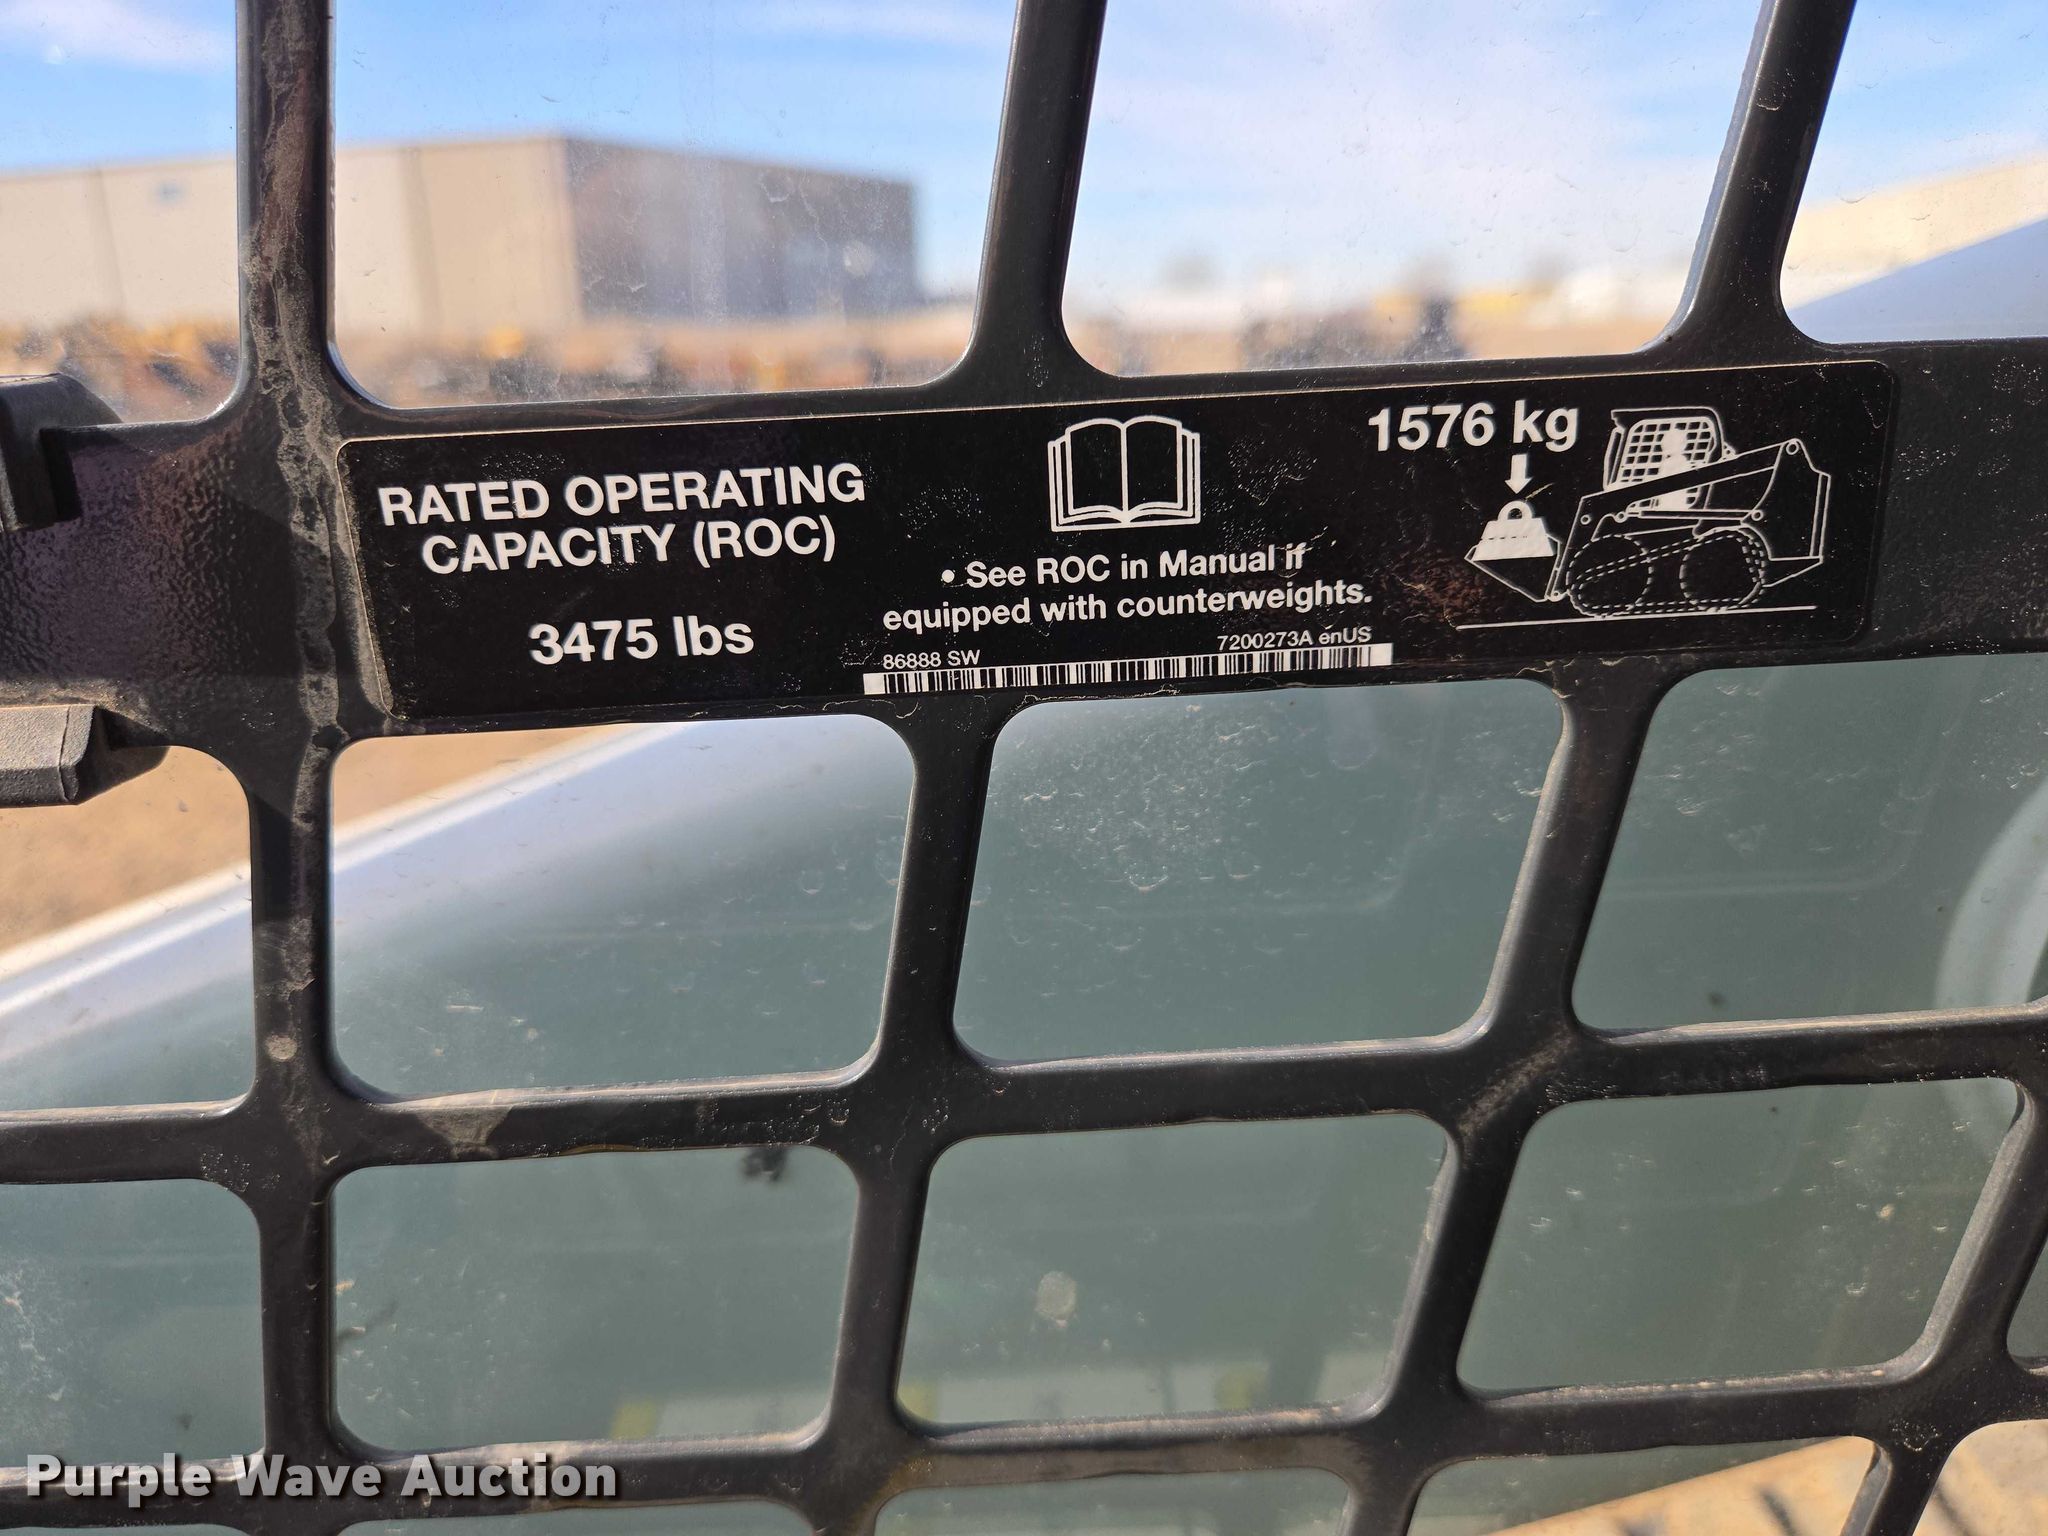 RATED OPERATING
CAPACITY (ROC)
3475 lbs
• See ROC in Manual if
equipped with counterweights.
86888 SW
7200273A enUS
1576 kg
Purple Wave Auction